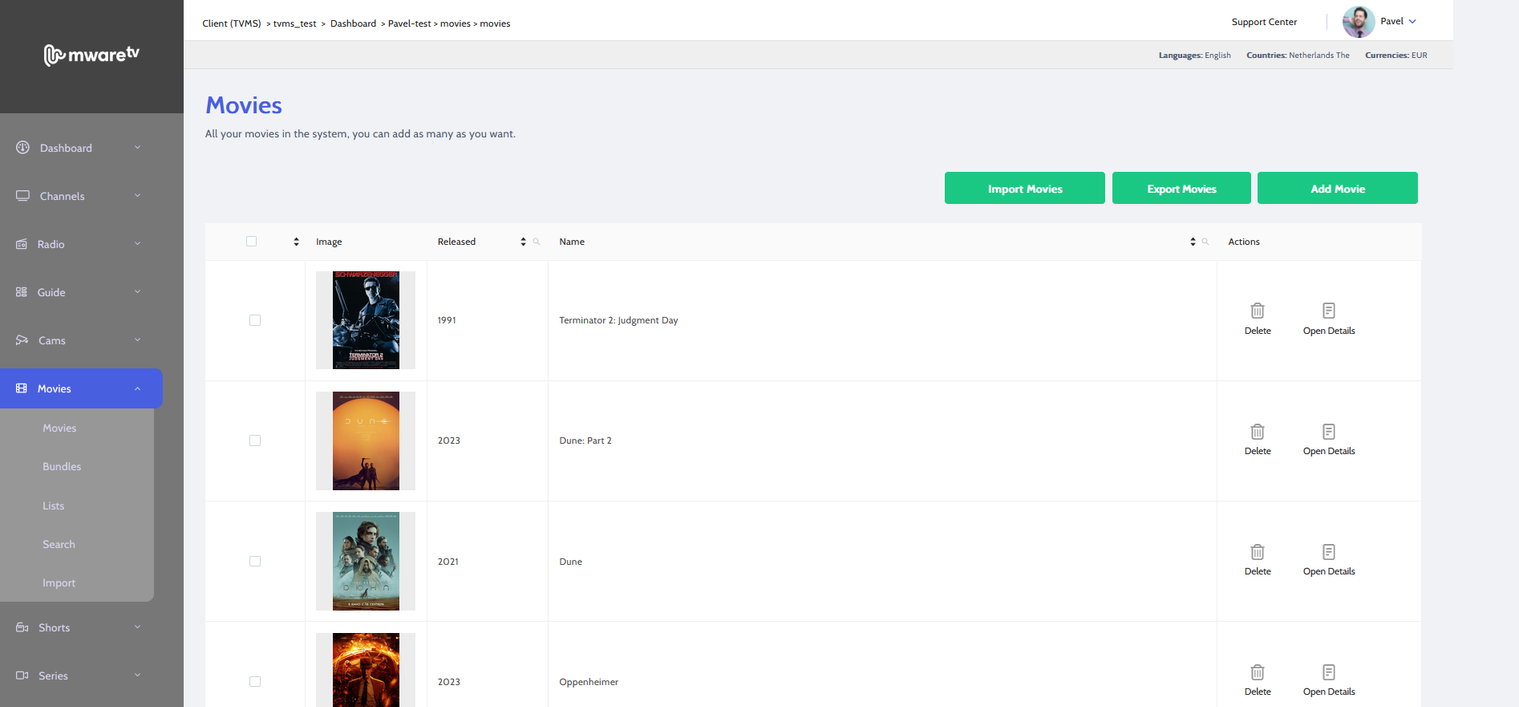 mwaretv
Client (TVMS) > tvms_test > Dashboard > Pavel-test > movies > movies
Support Center
Pavel
Languages: English Countries: Netherlands The Currencies: EUR
Movies
All your movies in the system, you can add as many as you want.
Dashboard
Channels
Radio
Guide
Cams
Movies
Movies
Bundles
Lists
Search
Import
Shorts
Series
Import Movies Export Movies Add Movie
Image Released Name Actions
SCHWARZENEGGER
TERMINATOR 2
JUDGMENT DAY
1991 Terminator 2: Judgment Day Delete Open Details
DUNE
2023 Dune: Part 2 Delete Open Details
2021 Dune Delete Open Details
2023 Oppenheimer Delete Open Details